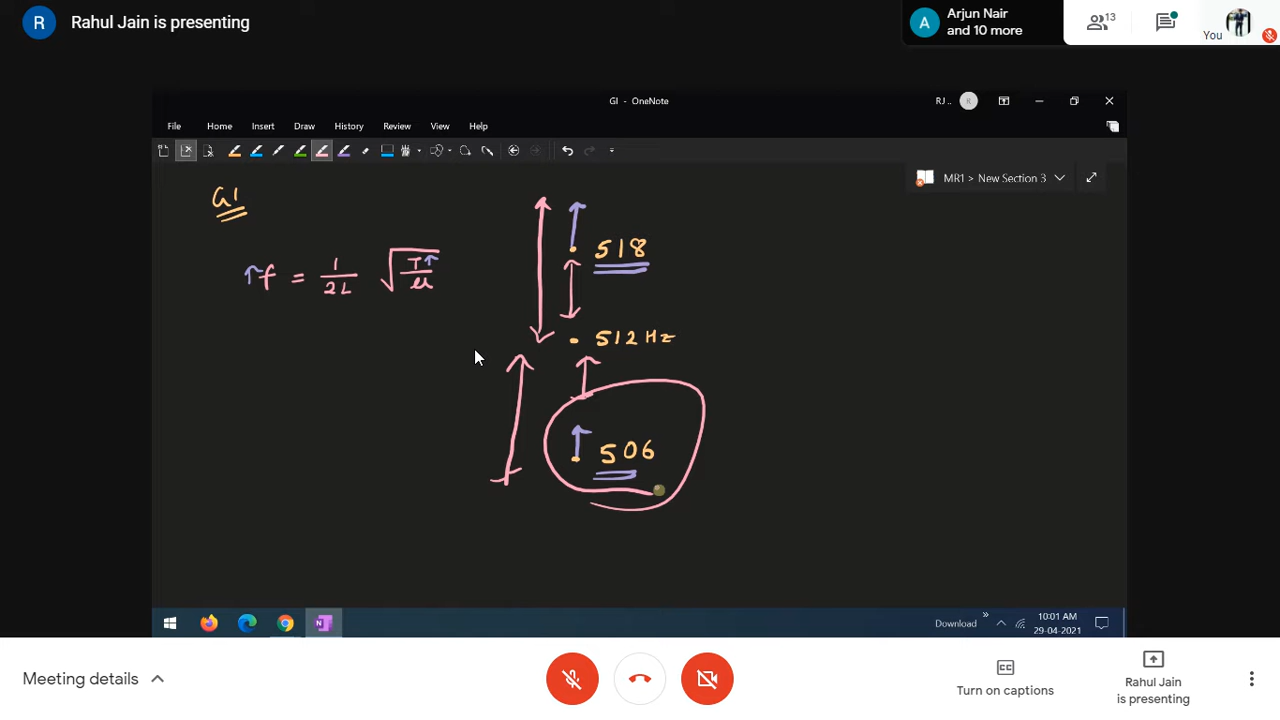 R Rahul Jain is presenting
A Arjun Nair
and 10 more
13
You
GI - OneNote
RJ ..
K
File Home Insert Draw History Review View Help
MR1 > New Section 3
G1
↑f = 1/2L √T↑/μ
518
512 Hz
506
Download
10:01 AM
29-04-2021
Meeting details
CC
Turn on captions
Rahul Jain
is presenting